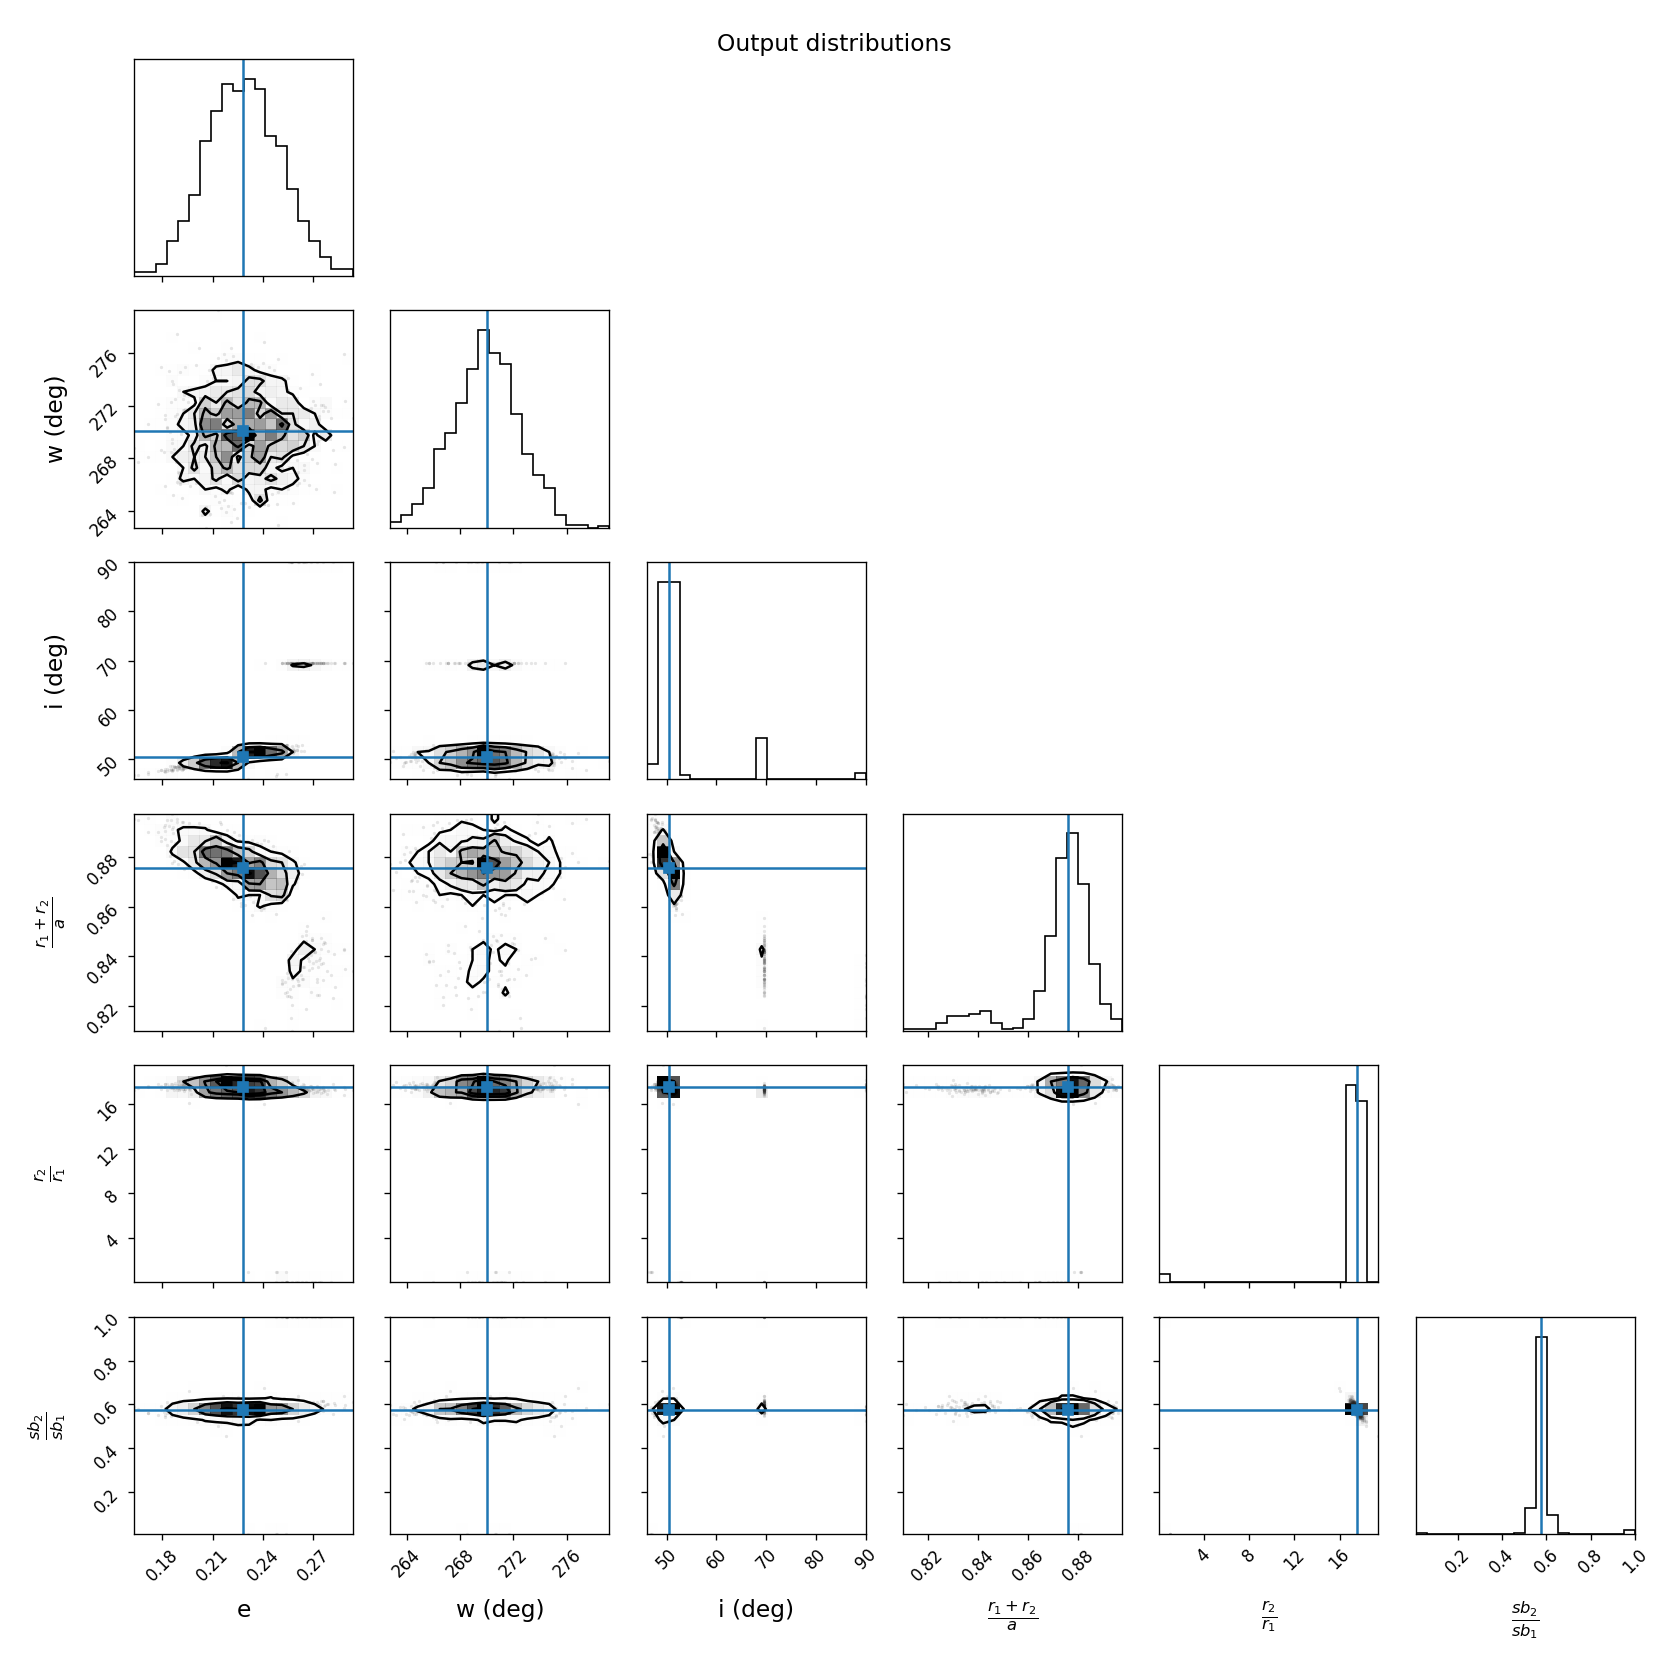 Output distributions
276
272
268
264
w (deg)
90
80
70
60
50
i (deg)
0.88
0.86
0.84
0.82
r₁ + r₂
a
16
12
8
4
r₂
r₁
1.0
0.8
0.6
0.4
0.2
sb₂
sb₁
0.18 0.21 0.24 0.27
264 268 272 276
50 60 70 80 90
0.82 0.84 0.86 0.88
4 8 12 16
0.2 0.4 0.6 0.8 1.0
e
w (deg)
i (deg)
r₁ + r₂
a
r₂
r₁
sb₂
sb₁